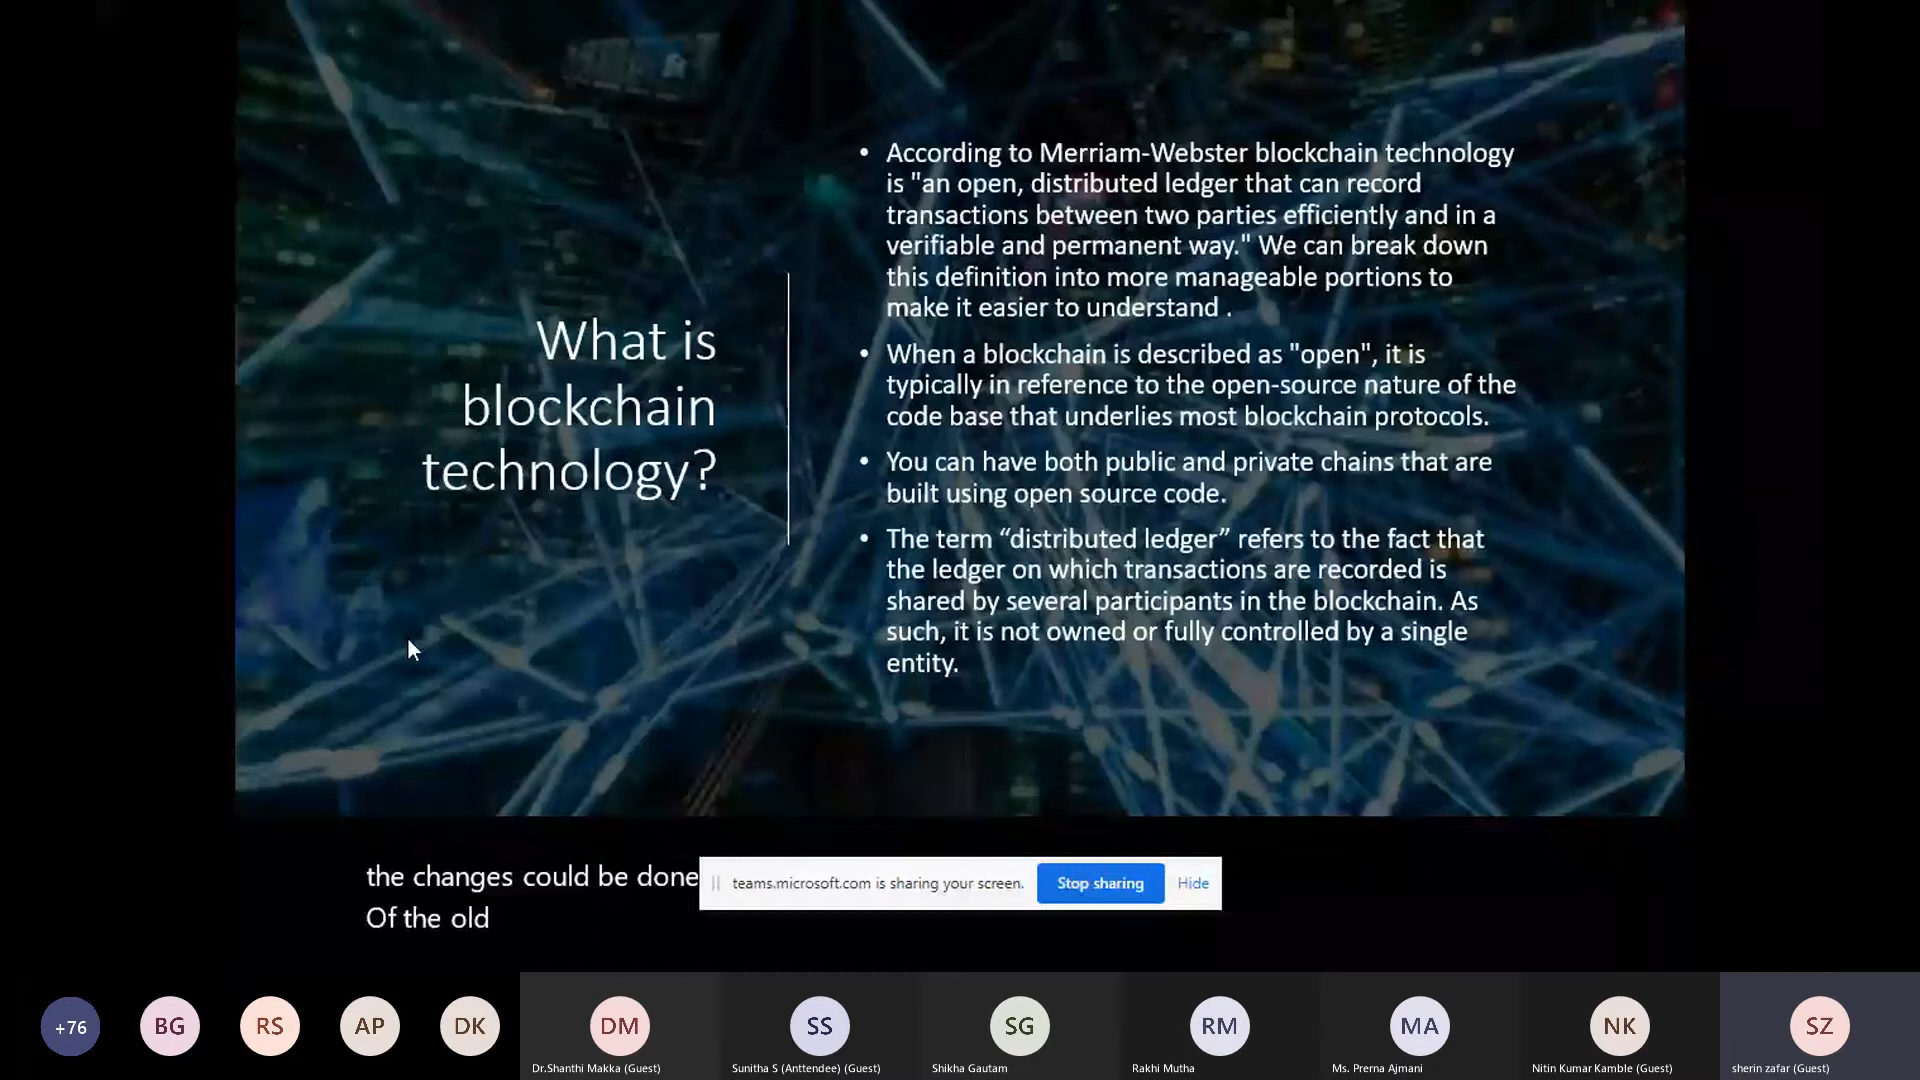 What is
blockchain
technology?
• According to Merriam-Webster blockchain technology
is "an open, distributed ledger that can record
transactions between two parties efficiently and in a
verifiable and permanent way." We can break down
this definition into more manageable portions to
make it easier to understand .
• When a blockchain is described as "open", it is
typically in reference to the open-source nature of the
code base that underlies most blockchain protocols.
• You can have both public and private chains that are
built using open source code.
• The term “distributed ledger” refers to the fact that
the ledger on which transactions are recorded is
shared by several participants in the blockchain. As
such, it is not owned or fully controlled by a single
entity.
the changes could be done
Of the old
teams.microsoft.com is sharing your screen. Stop sharing Hide
+76 BG RS AP DK DM SS SG RM MA NK SZ
Dr.Shanthi Makka (Guest) Sunitha S (Anttendee) (Guest) Shikha Gautam Rakhi Mutha Ms. Prerna Ajmani Nitin Kumar Kamble (Guest) sherin zafar (Guest)